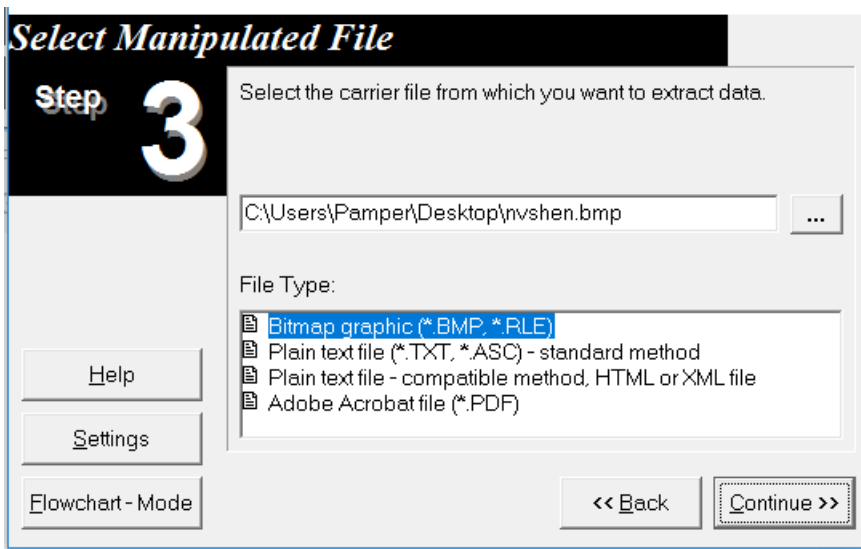 Select Manipulated File
Step 3
Select the carrier file from which you want to extract data.
C:\Users\Pamper\Desktop\nvshen.bmp
...
File Type:
Bitmap graphic (*.BMP, *.RLE)
Plain text file (*.TXT, *.ASC) - standard method
Plain text file - compatible method, HTML or XML file
Adobe Acrobat file (*.PDF)
Help
Settings
Flowchart - Mode
<< Back
Continue >>